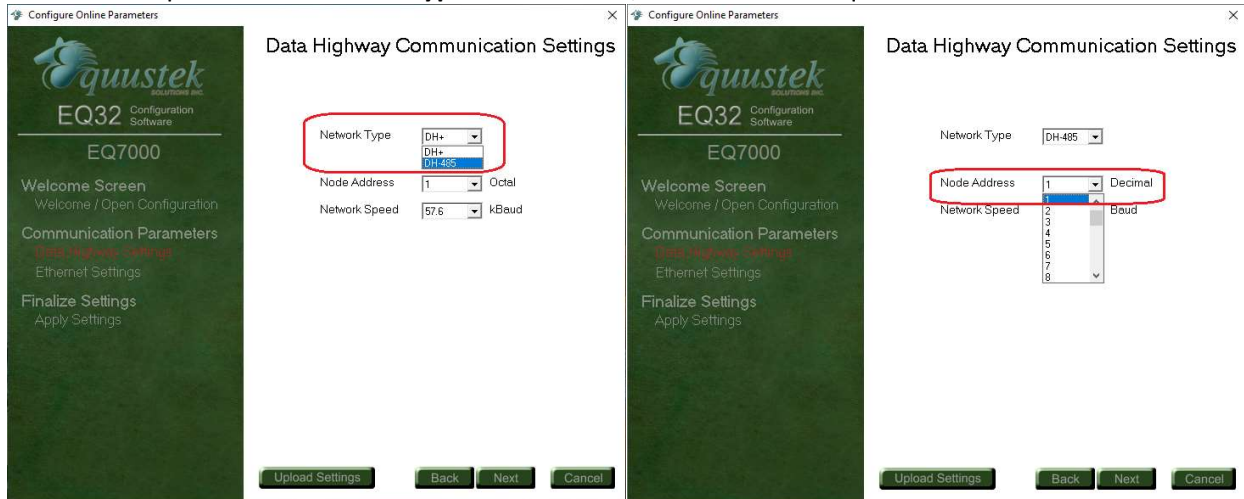 Configure Online Parameters
Data Highway Communication Settings
Equustek
SOLUTIONS INC.
EQ32 Configuration Software
EQ7000
Welcome Screen
Welcome / Open Configuration
Communication Parameters
Data Highway Settings
Ethernet Settings
Finalize Settings
Apply Settings
Network Type DH+
DH+
DH-485
Node Address 1 Octal
Network Speed 57.6 kBaud
Upload Settings Back Next Cancel
Configure Online Parameters
Data Highway Communication Settings
Equustek
SOLUTIONS INC.
EQ32 Configuration Software
EQ7000
Welcome Screen
Welcome / Open Configuration
Communication Parameters
Data Highway Settings
Ethernet Settings
Finalize Settings
Apply Settings
Network Type DH-485
Node Address 1 Decimal
Network Speed Baud
1
2
3
4
5
6
7
8
Upload Settings Back Next Cancel